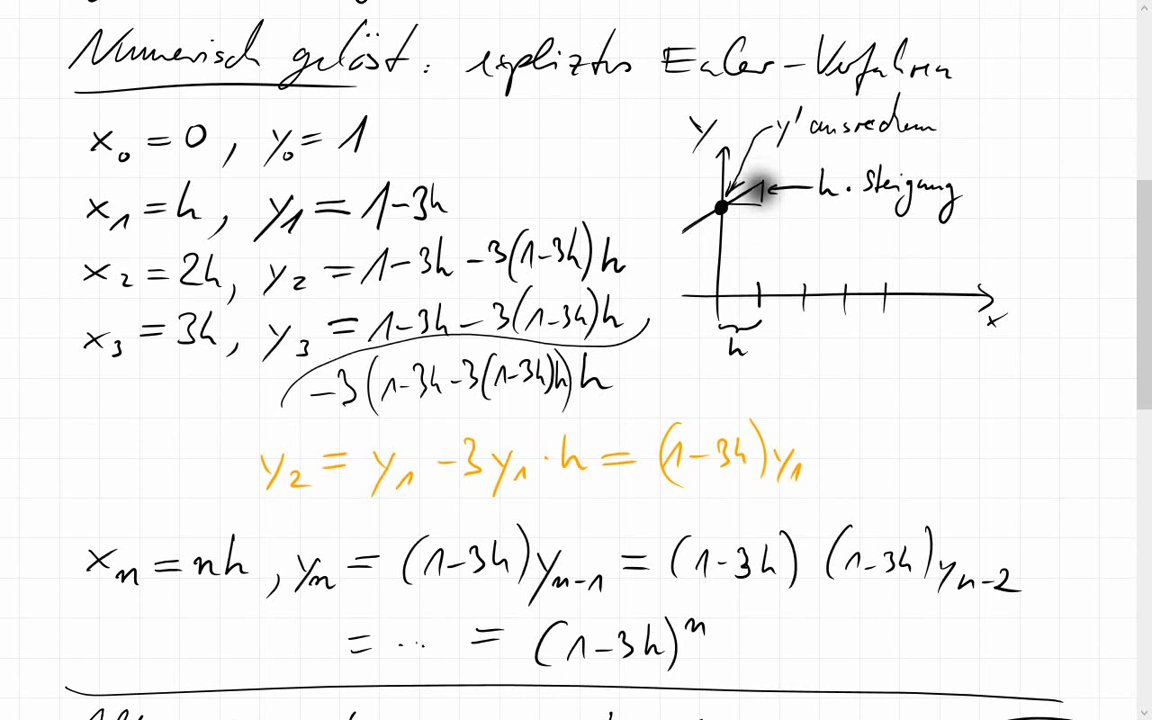 Numerisch gelöst: expliztes Euler-Verfahren
x₀ = 0, y₀ = 1
x₁ = h, y₁ = 1-3h
x₂ = 2h, y₂ = 1-3h -3(1-3h)h
x₃ = 3h, y₃ = 1-3h -3(1-3h)h
-3(1-3h-3(1-3h)h)h
y
y' ausrechnen
h · Steigung
x
h
y₂ = y₁ -3y₁ · h = (1-3h)y₁
xₙ = nh, yₙ = (1-3h)yₙ₋₁ = (1-3h) (1-3h)yₙ₋₂
= ... = (1-3h)ⁿ